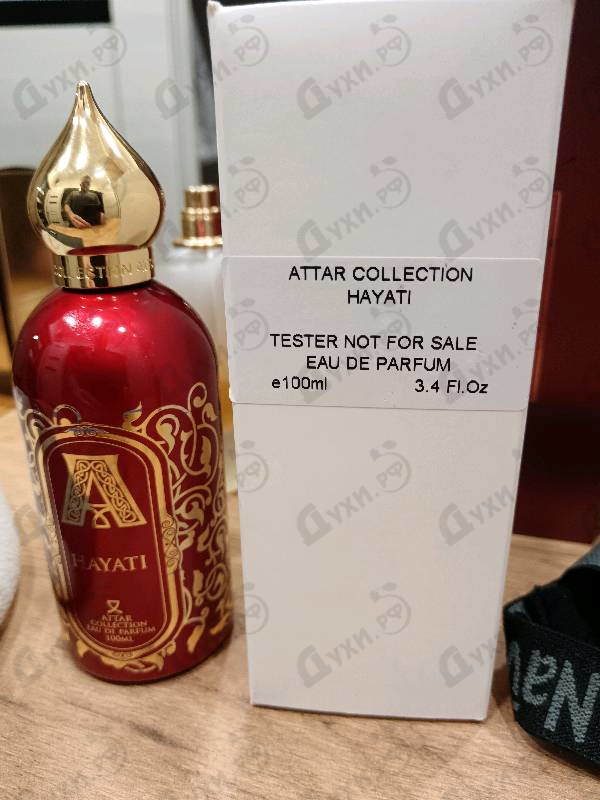 COLLECTION
A
HAYATI
ATTAR
COLLECTION
EAU DE PARFUM
100ML
ATTAR COLLECTION
HAYATI
TESTER NOT FOR SALE
EAU DE PARFUM
e100ml 3.4 Fl.Oz
Nav
Духи.РФ